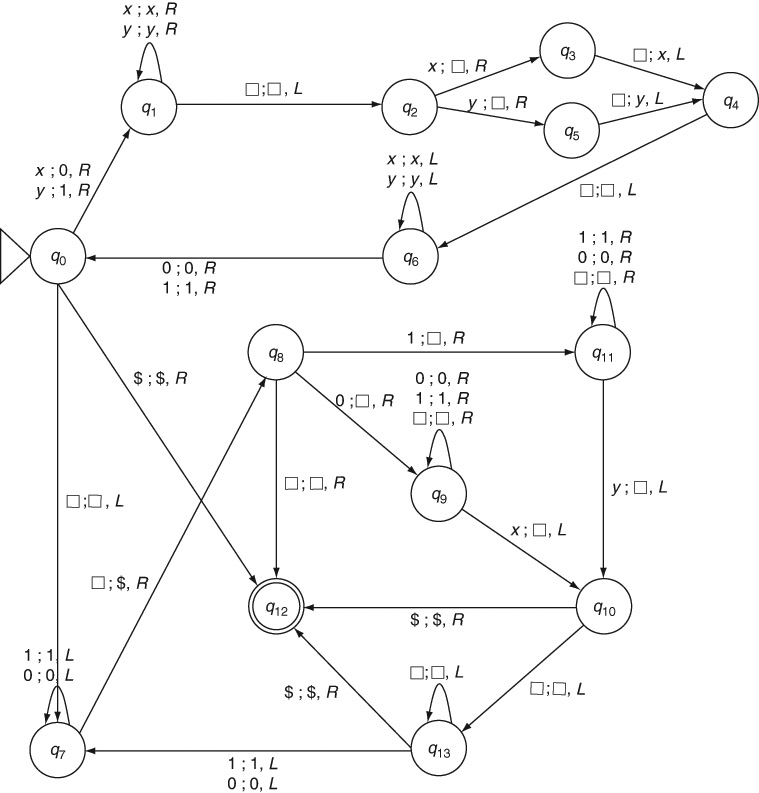 x ; x, R
y ; y, R
q1
□;□, L
q2
x ; □, R
q3
□; x, L
y ; □, R
q5
□; y, L
q4
x ; 0, R
y ; 1, R
x ; x, L
y ; y, L
□;□, L
q0
q6
0 ; 0, R
1 ; 1, R
1 ; 1, R
0 ; 0, R
□;□, R
q8
1 ; □, R
q11
$ ; $, R
0 ; □, R
0 ; 0, R
1 ; 1, R
□;□, R
q9
□;□, L
□ ; □, R
y ; □, L
x ; □, L
□; $, R
q12
$ ; $, R
q10
1 ; 1, L
0 ; 0, L
□;□, L
□;□, L
$ ; $, R
q7
q13
1 ; 1, L
0 ; 0, L